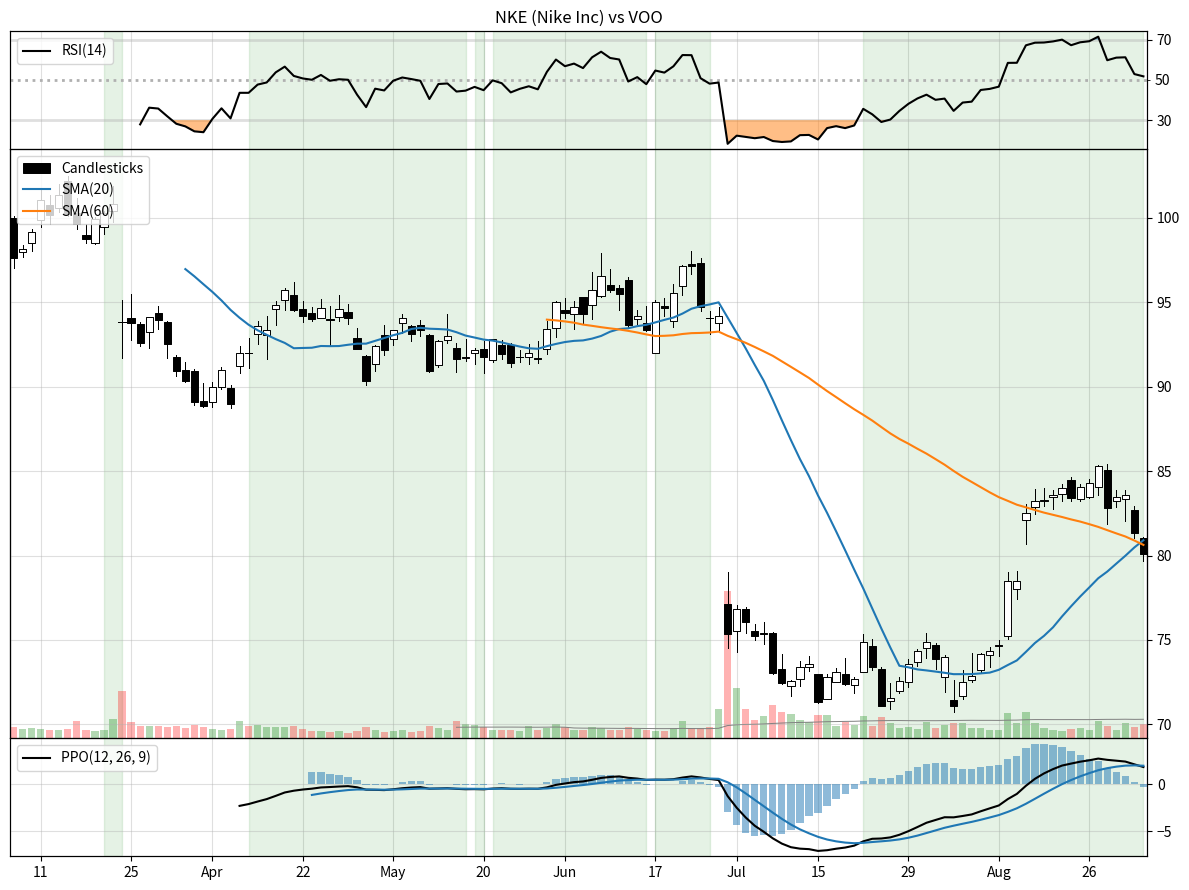 NKE (Nike Inc) vs VOO
RSI(14)
70
50
30
Candlesticks
SMA(20)
SMA(60)
100
95
90
85
80
75
70
PPO(12, 26, 9)
0
−5
11 25 Apr 22 May 20 Jun 17 Jul 15 29 Aug 26